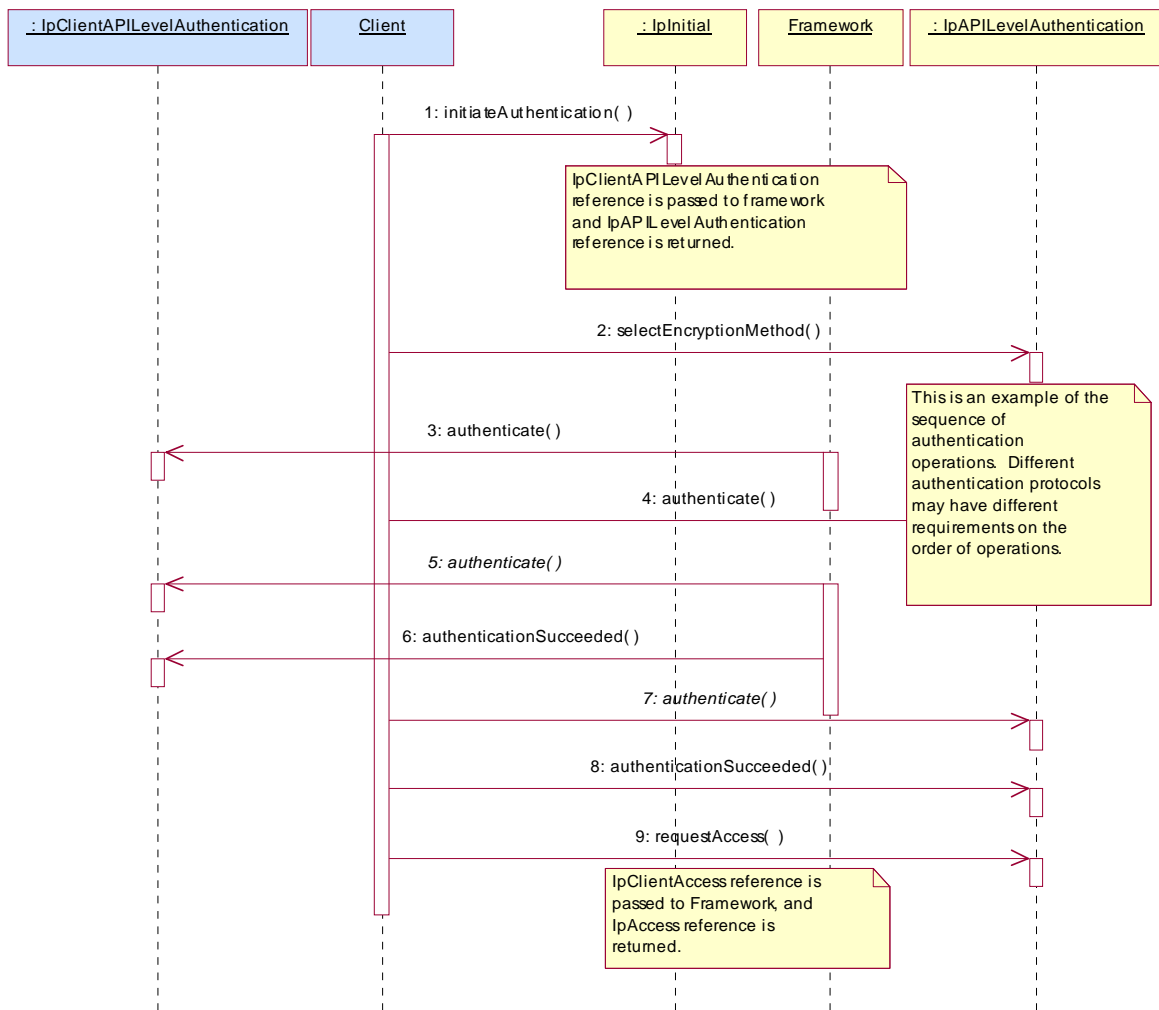 : IpClientAPILevelAuthentication
Client
: IpInitial
Framework
: IpAPILevelAuthentication
1: initiateAuthentication( )
IpClientAPILevelAuthentication
reference is passed to framework
and IpAPILevelAuthentication
reference is returned.
2: selectEncryptionMethod( )
This is an example of the
sequence of
authentication
operations. Different
authentication protocols
may have different
requirements on the
order of operations.
3: authenticate( )
4: authenticate( )
5: authenticate( )
6: authenticationSucceeded( )
7: authenticate( )
8: authenticationSucceeded( )
9: requestAccess( )
IpClientAccess reference is
passed to Framework, and
IpAccess reference is
returned.